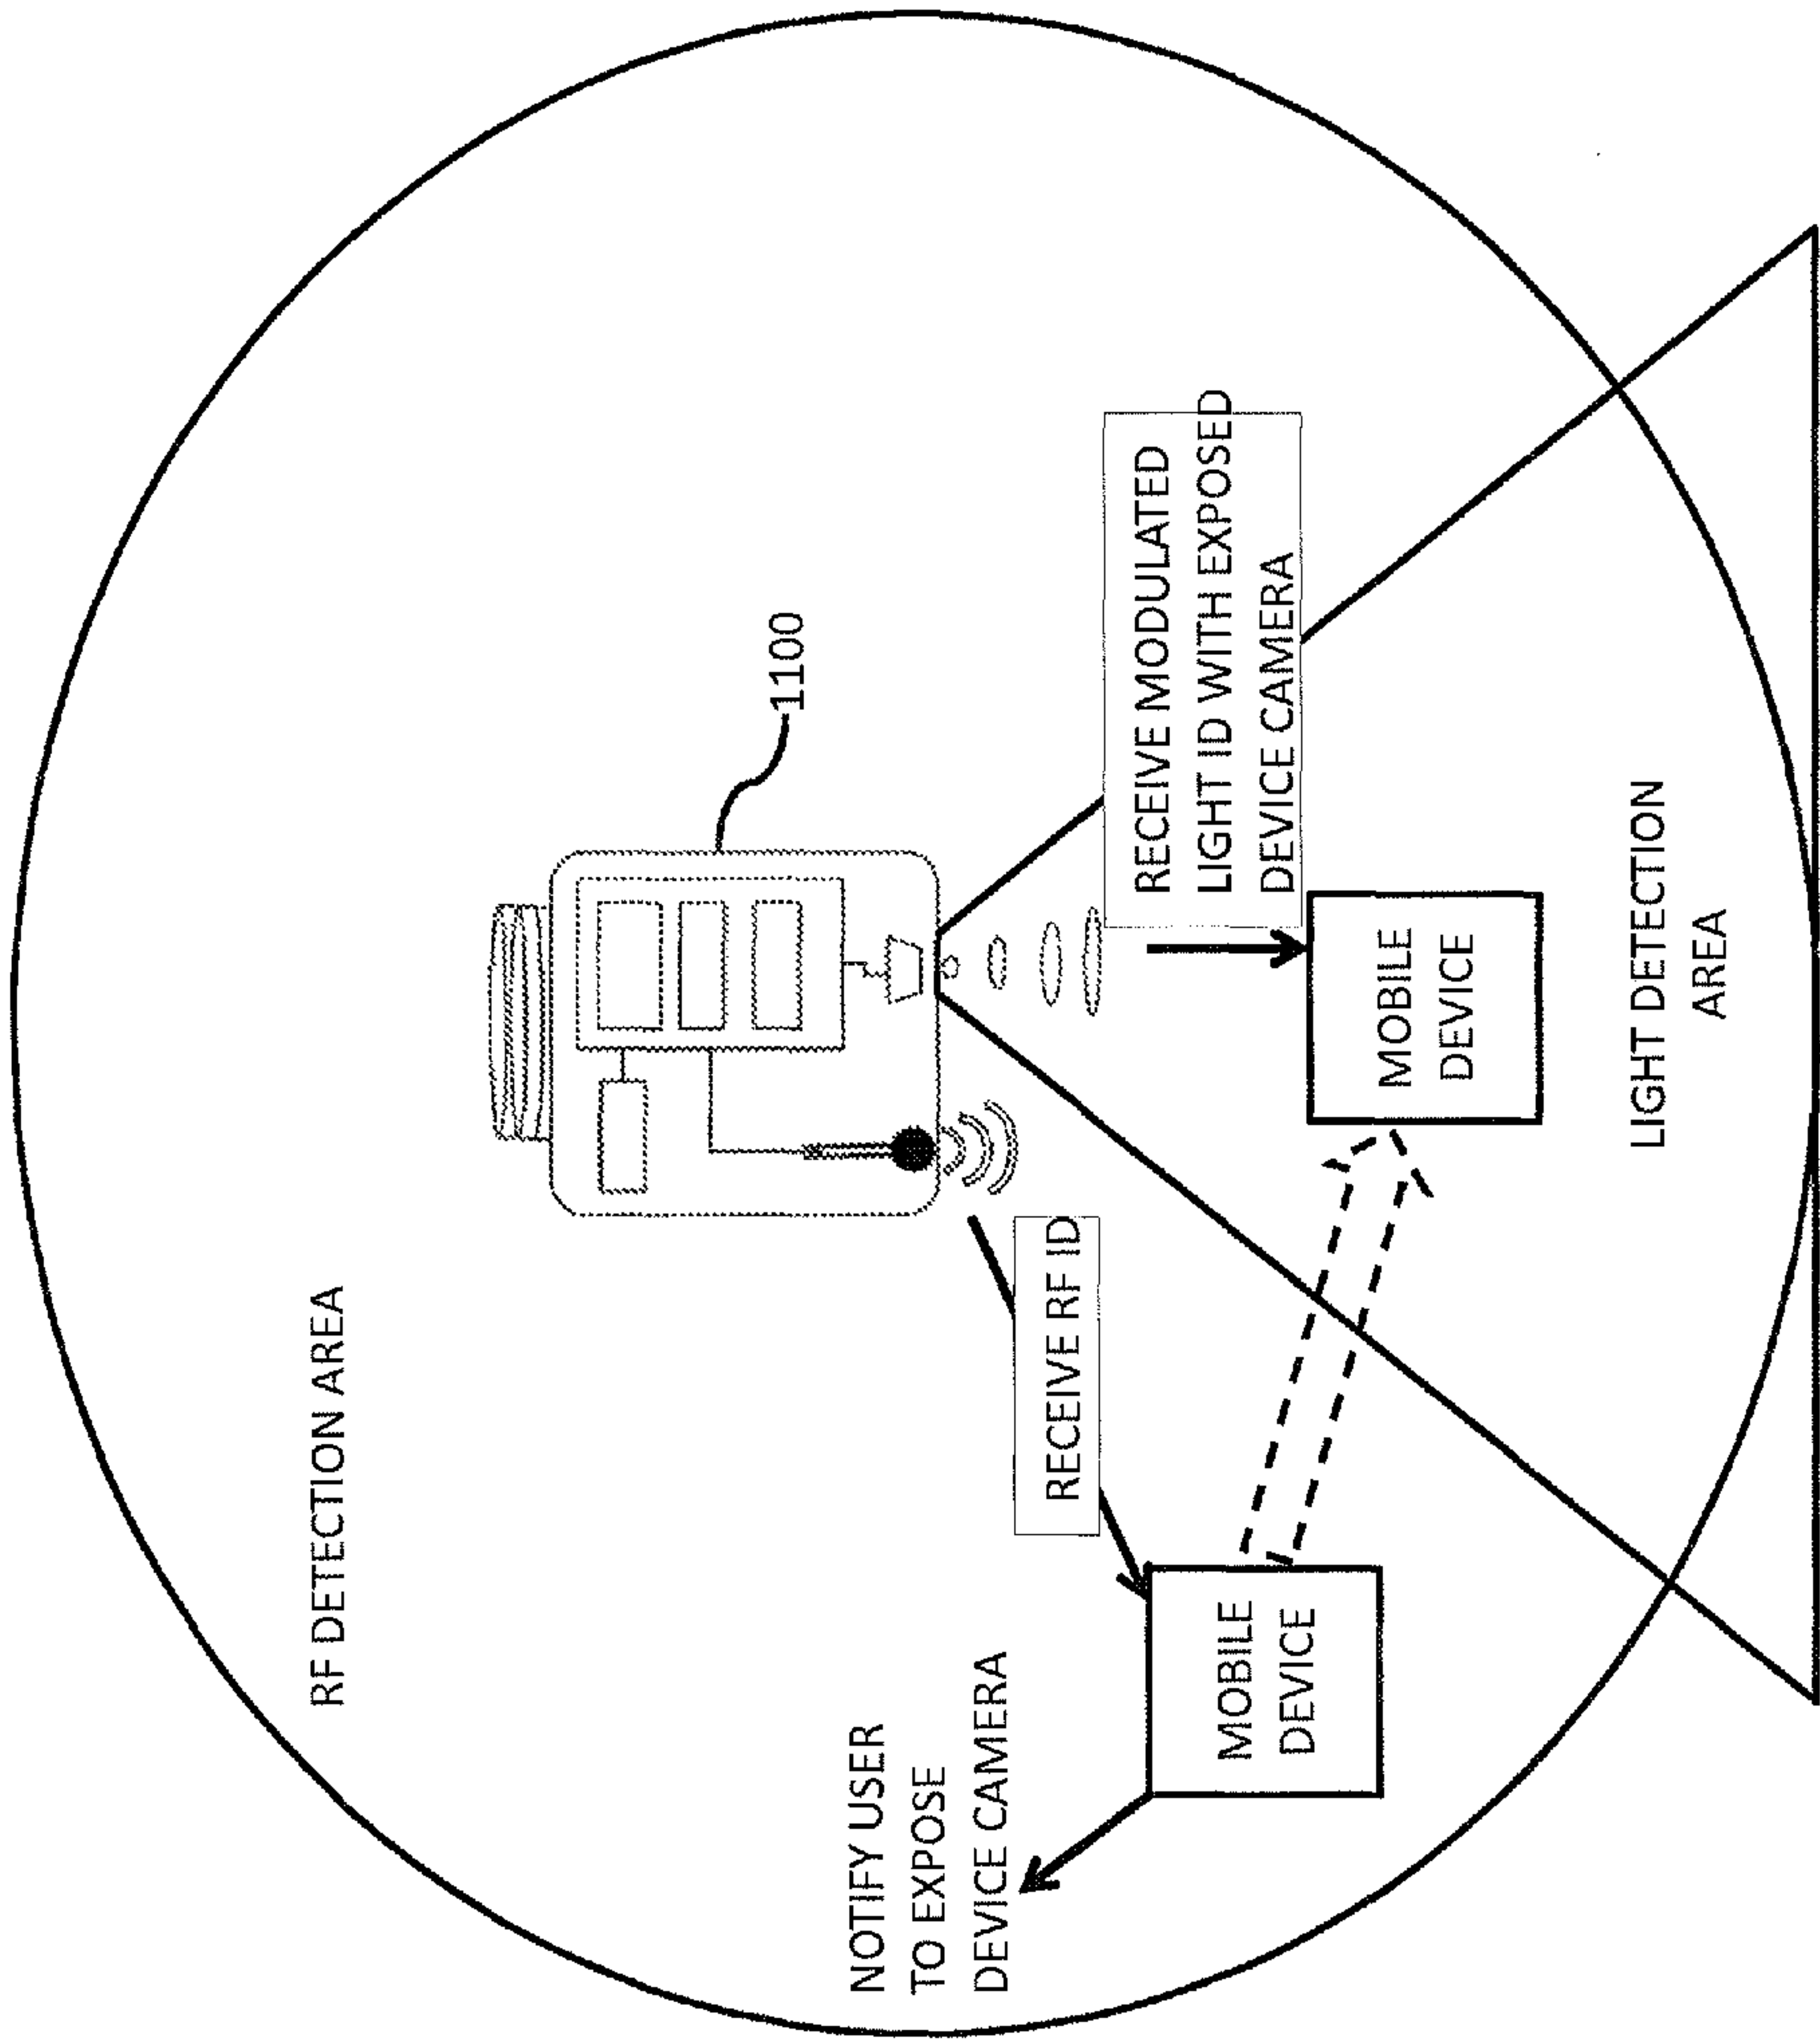 RF DETECTION AREA
1100
NOTIFY USER
TO EXPOSE
DEVICE CAMERA
RECEIVE RF ID
RECEIVE MODULATED
LIGHT ID WITH EXPOSED
DEVICE CAMERA
MOBILE
DEVICE
MOBILE
DEVICE
LIGHT DETECTION
AREA